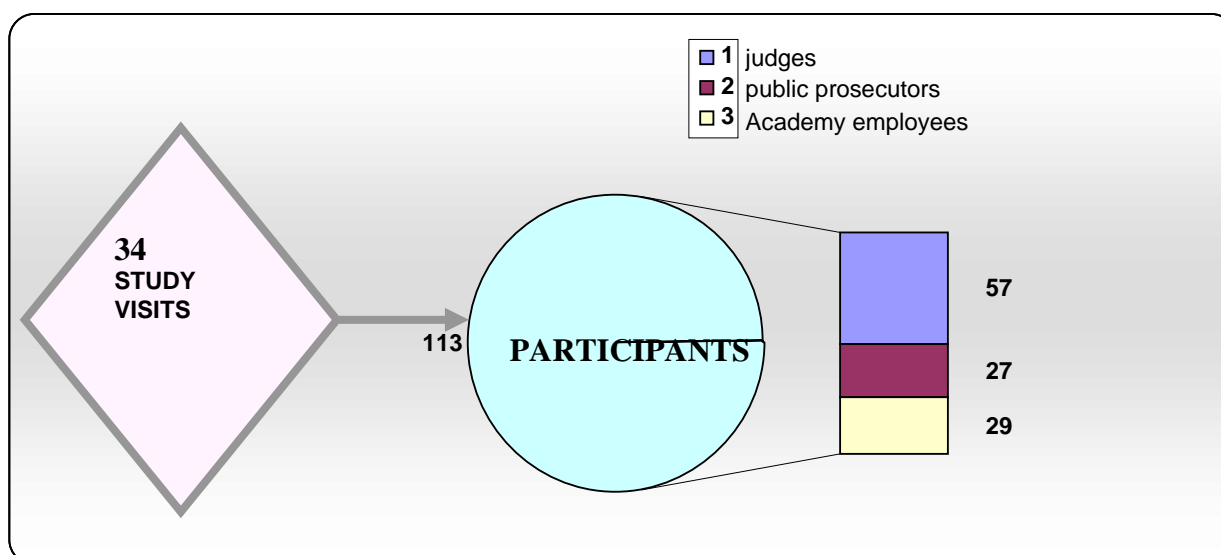 1 judges
2 public prosecutors
3 Academy employees
34
STUDY
VISITS
113
PARTICIPANTS
57
27
29